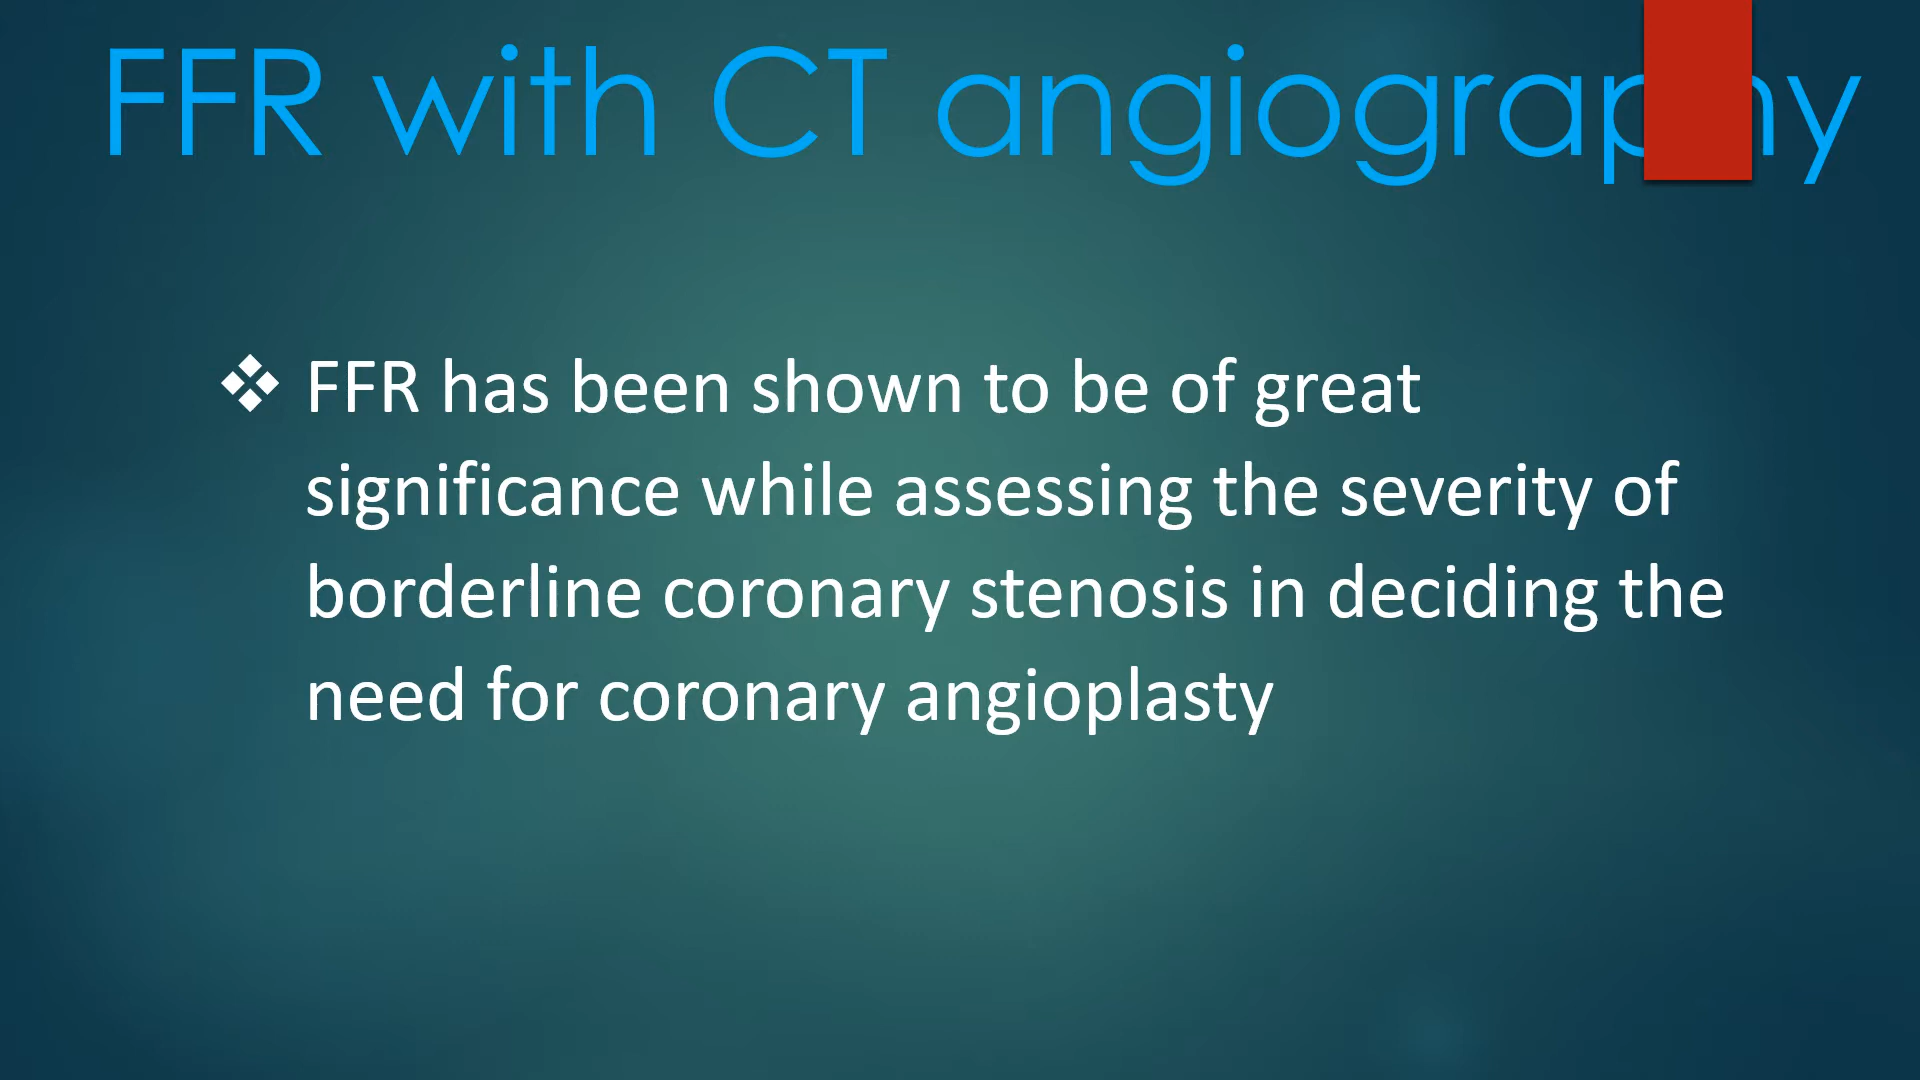 FFR with CT angiography
❖ FFR has been shown to be of great
significance while assessing the severity of
borderline coronary stenosis in deciding the
need for coronary angioplasty